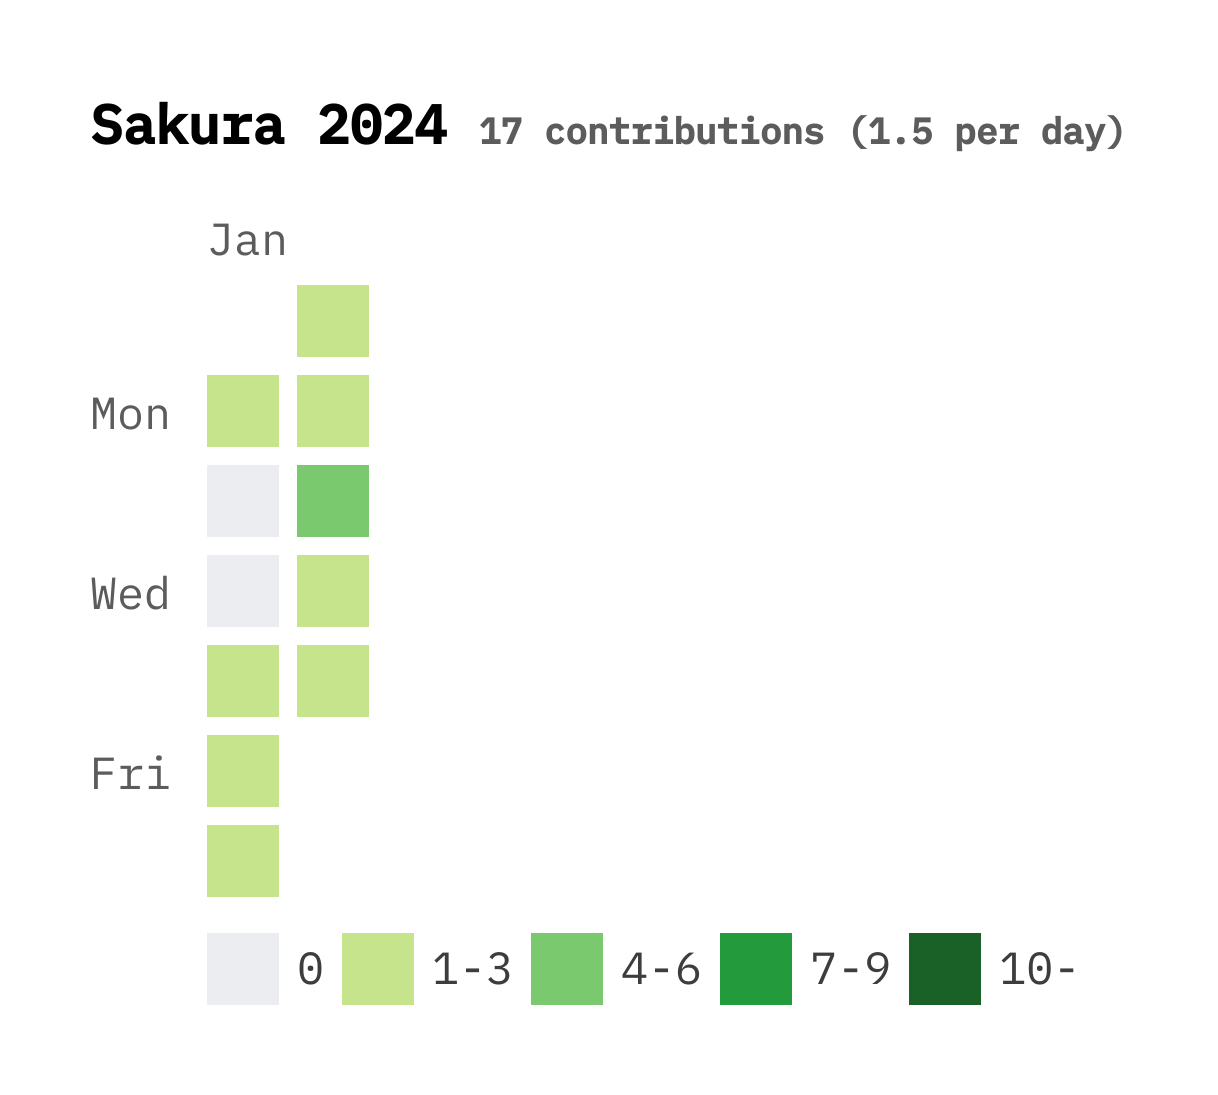 Sakura 2024 17 contributions (1.5 per day)
Jan
Mon
Wed
Fri
0 1-3 4-6 7-9 10-